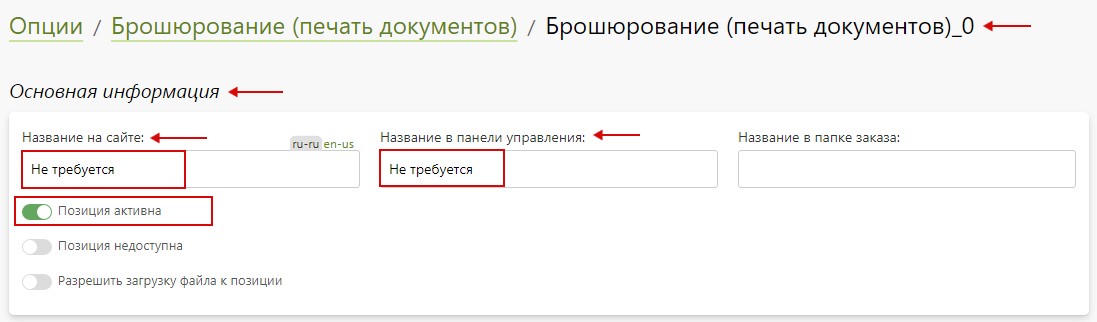 Опции / Брошюрование (печать документов) / Брошюрование (печать документов)_0
Основная информация
Название на сайте: ru-ru en-us Название в панели управления: Название в папке заказа:
Не требуется Не требуется
Позиция активна
Позиция недоступна
Разрешить загрузку файла к позиции